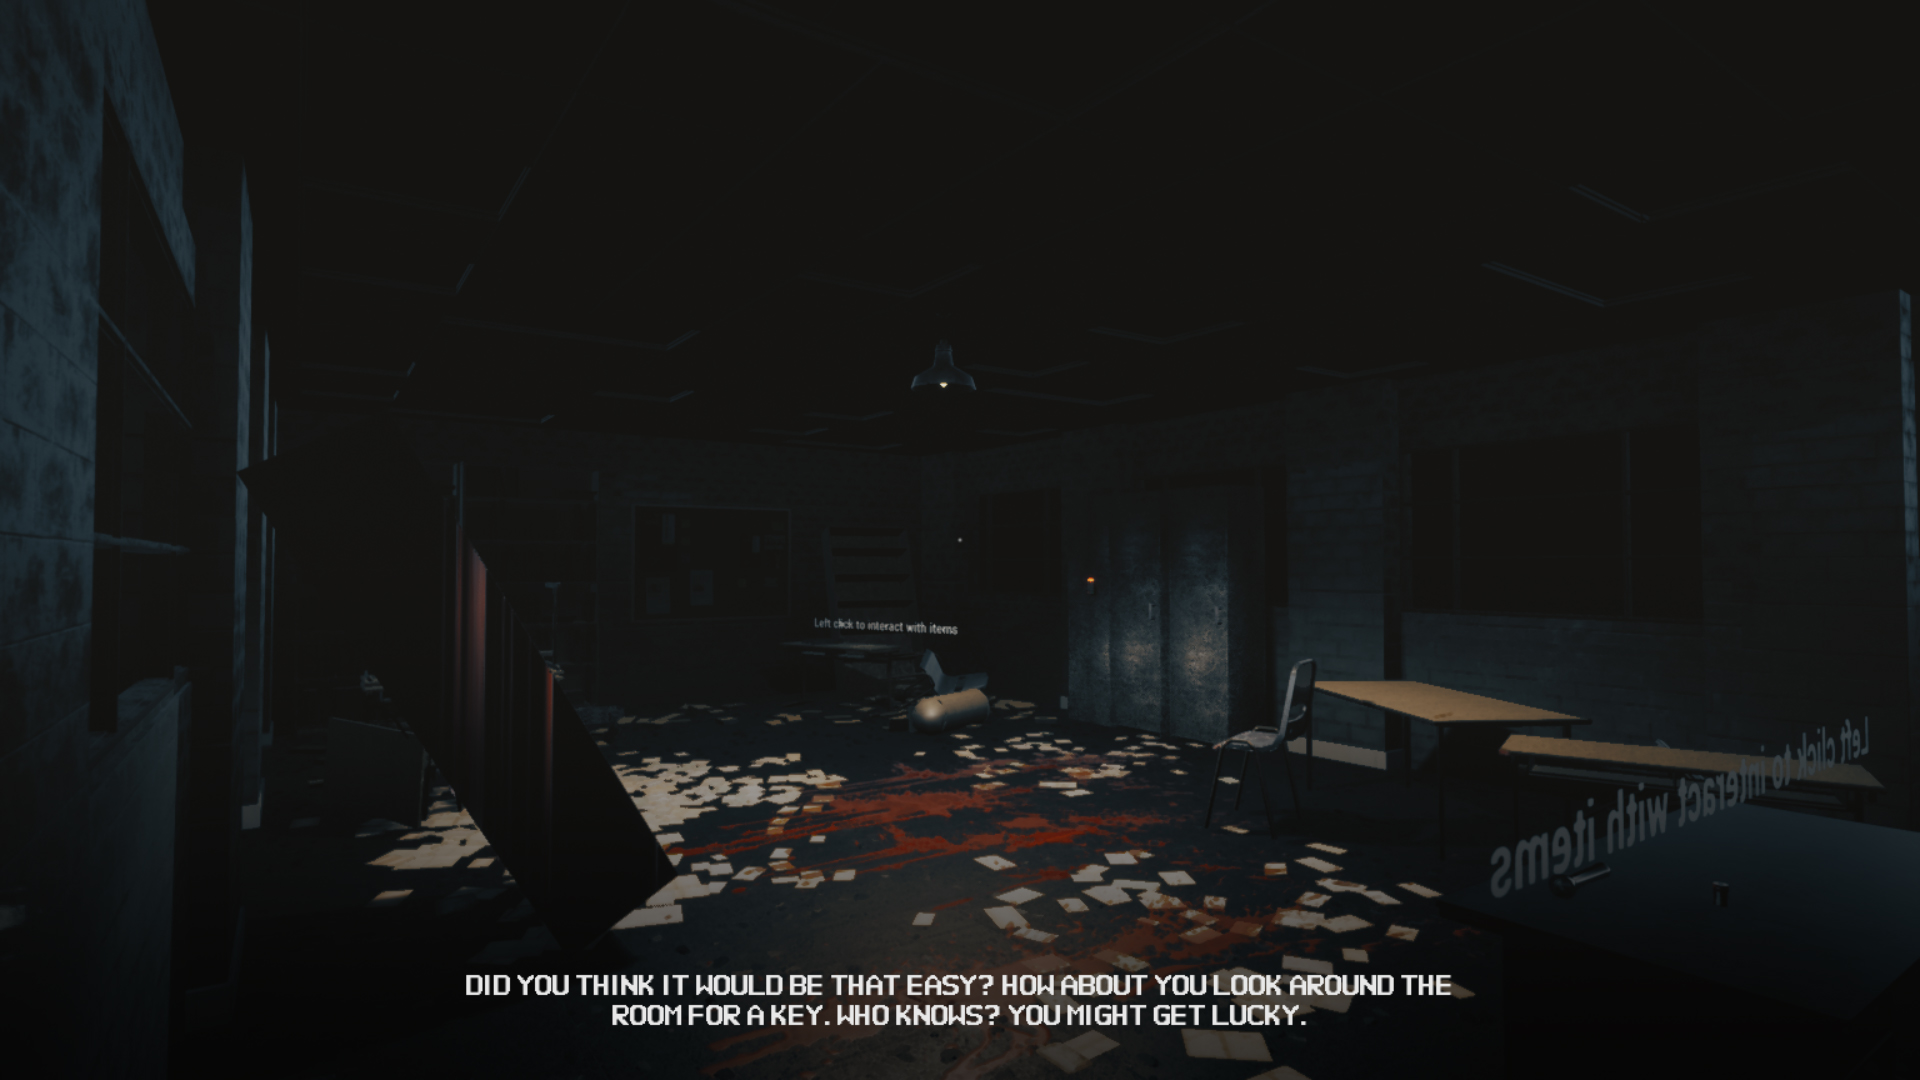 Left click to interact with items
Left click to interact with items
DID YOU THINK IT WOULD BE THAT EASY? HOW ABOUT YOU LOOK AROUND THE
ROOM FOR A KEY. WHO KNOWS? YOU MIGHT GET LUCKY.